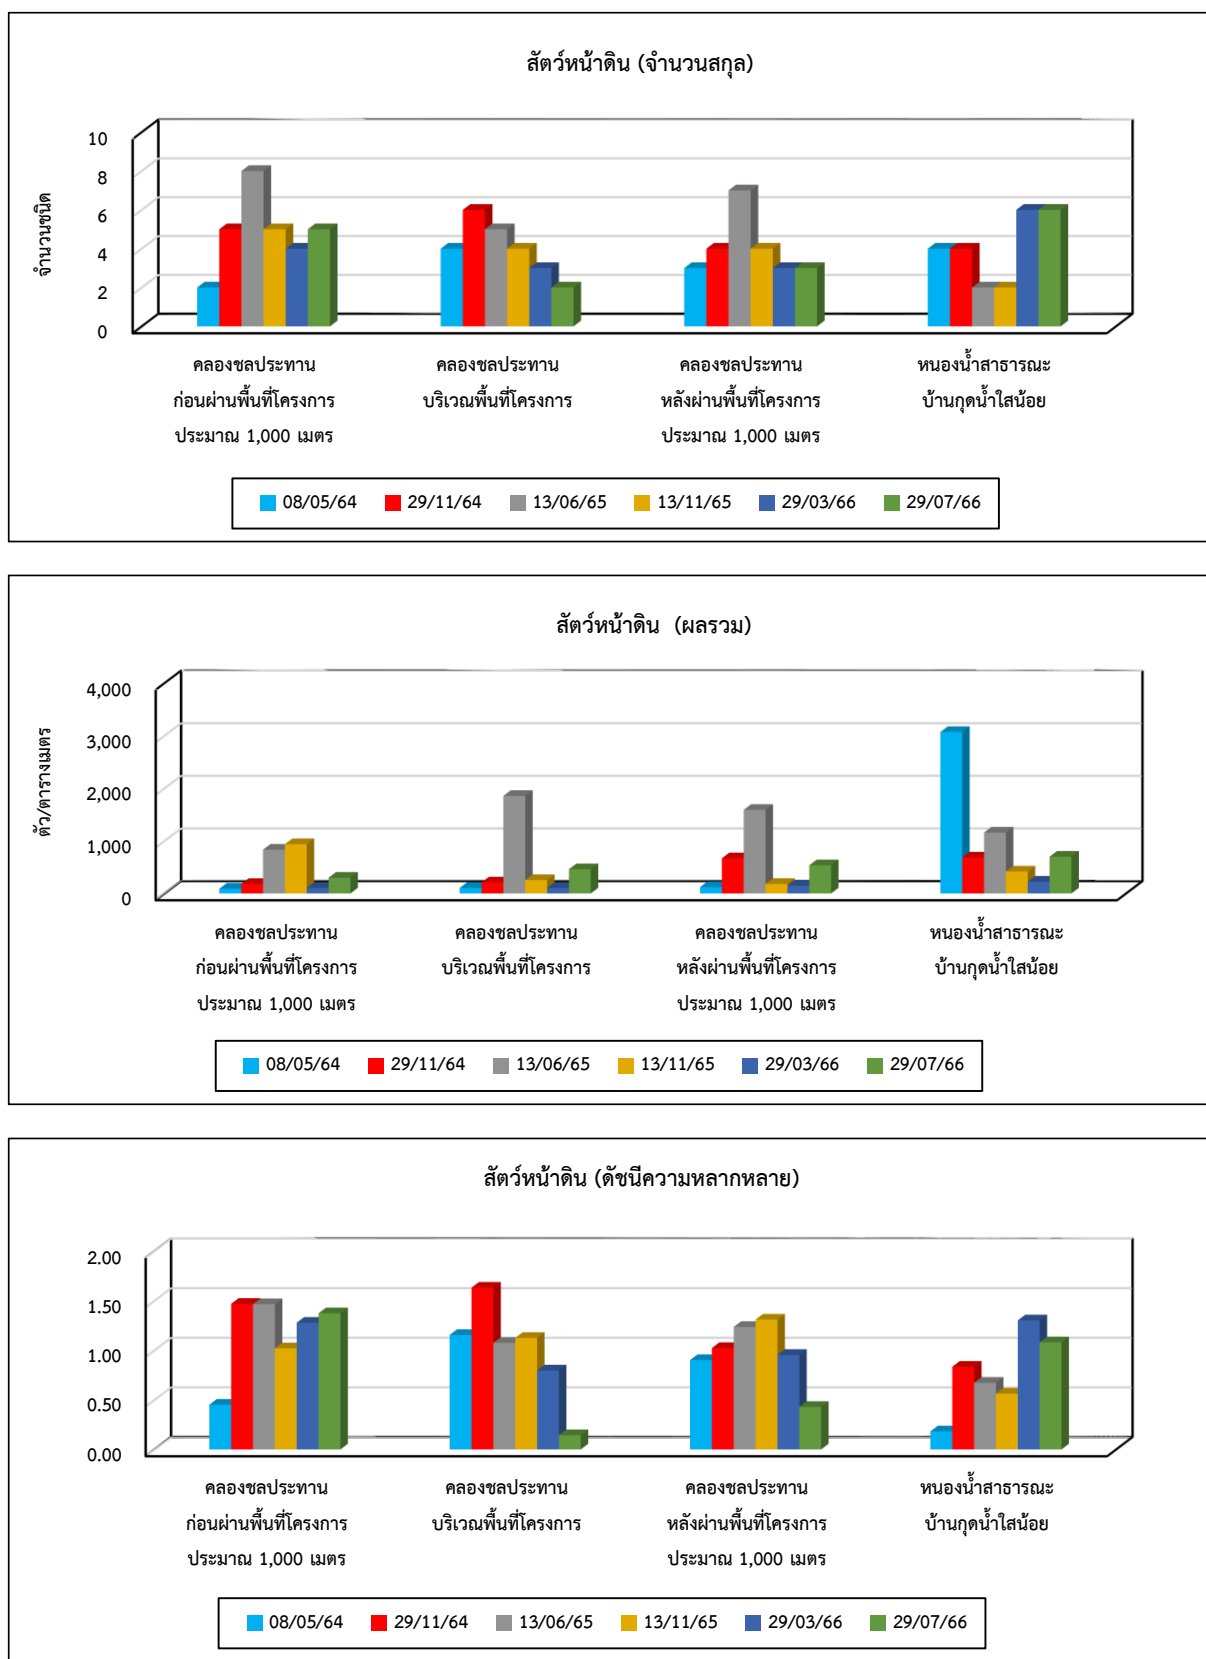 สัตว์หน้าดิน (จำนวนสกุล)
จำนวนชนิด
10
8
6
4
2
0
คลองชลประทาน
ก่อนผ่านพื้นที่โครงการ
ประมาณ 1,000 เมตร
คลองชลประทาน
บริเวณพื้นที่โครงการ
คลองชลประทาน
หลังผ่านพื้นที่โครงการ
ประมาณ 1,000 เมตร
หนองน้ำสาธารณะ
บ้านกุดน้ำใสน้อย
08/05/64 29/11/64 13/06/65 13/11/65 29/03/66 29/07/66
สัตว์หน้าดิน (ผลรวม)
ตัว/ตารางเมตร
4,000
3,000
2,000
1,000
0
คลองชลประทาน
ก่อนผ่านพื้นที่โครงการ
ประมาณ 1,000 เมตร
คลองชลประทาน
บริเวณพื้นที่โครงการ
คลองชลประทาน
หลังผ่านพื้นที่โครงการ
ประมาณ 1,000 เมตร
หนองน้ำสาธารณะ
บ้านกุดน้ำใสน้อย
08/05/64 29/11/64 13/06/65 13/11/65 29/03/66 29/07/66
สัตว์หน้าดิน (ดัชนีความหลากหลาย)
2.00
1.50
1.00
0.50
0.00
คลองชลประทาน
ก่อนผ่านพื้นที่โครงการ
ประมาณ 1,000 เมตร
คลองชลประทาน
บริเวณพื้นที่โครงการ
คลองชลประทาน
หลังผ่านพื้นที่โครงการ
ประมาณ 1,000 เมตร
หนองน้ำสาธารณะ
บ้านกุดน้ำใสน้อย
08/05/64 29/11/64 13/06/65 13/11/65 29/03/66 29/07/66